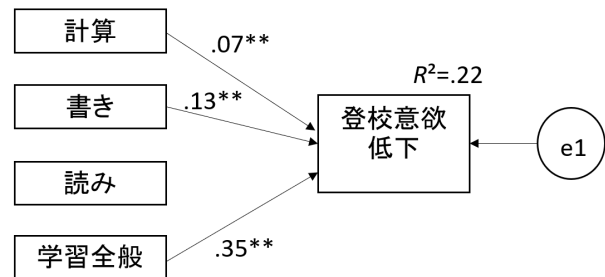 計算
.07**
R²=.22
書き
.13**
登校意欲
低下
e1
読み
学習全般
.35**